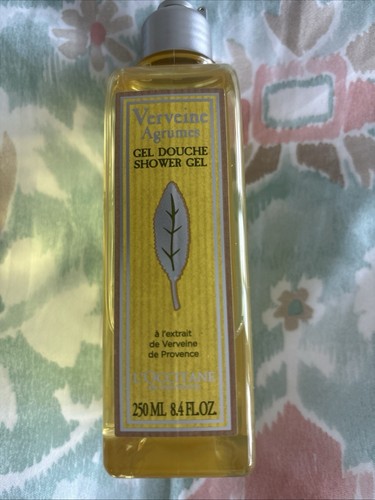 Verveine
Agrumes
GEL DOUCHE
SHOWER GEL
à l'extrait
de Verveine
de Provence
L'OCCITANE
250 ML 8.4 FL.OZ.